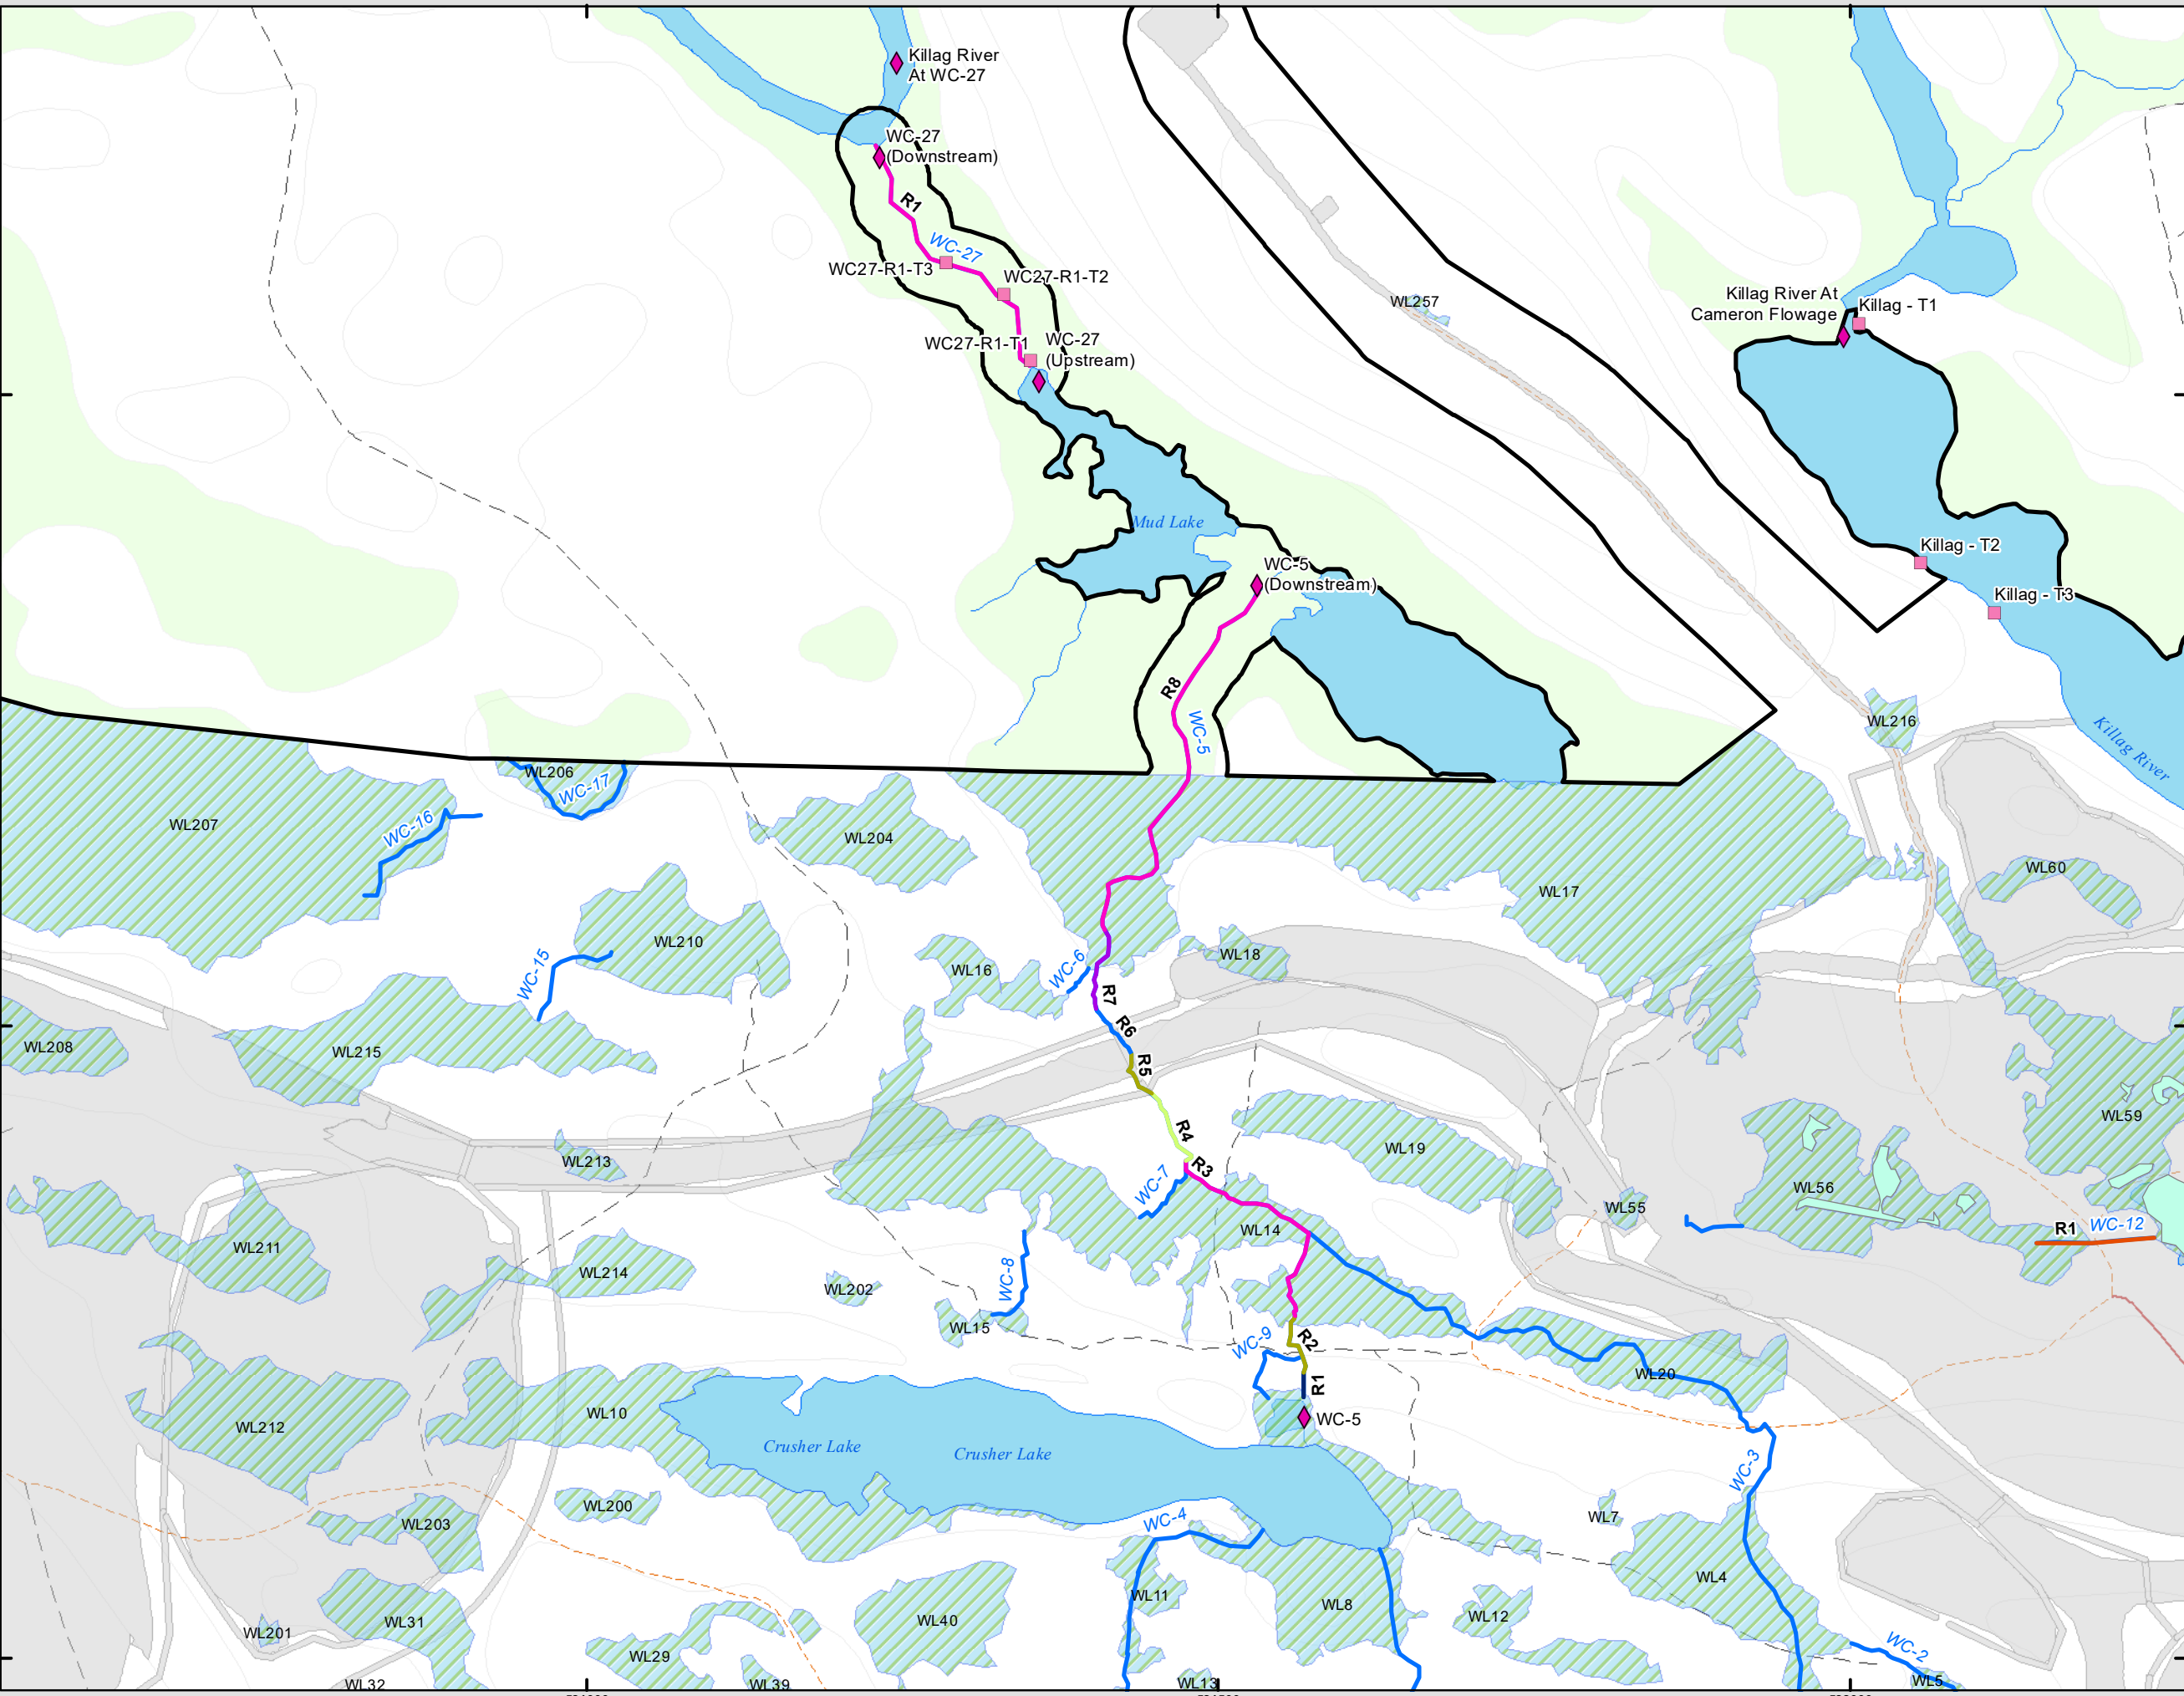 Killag River
At WC-27
WC-27
(Downstream)
R1
WC-27
WC27-R1-T3
WC27-R1-T2
WC27-R1-T1
WC-27
(Upstream)
WL257
Killag River At
Cameron Flowage
Killag - T1
Mud Lake
WC-5
(Downstream)
Killag - T2
Killag - T3
R8
WC-5
WL216
Killag River
WL206
WC-17
WC-16
WL207
WL204
WL60
WL17
WL210
WL18
WC-15
WL16
WC-6
R7
R6
WL208
WL215
R5
WL59
R4
WL19
WL213
R3
WC-7
WL56
WL55
WL14
R1
WC-12
WL211
WL214
WC-8
WL202
WL15
WC-9
R2
WL20
R1
WL10
WC-5
WL212
Crusher Lake
Crusher Lake
WC-3
WL200
WL203
WC-4
WL7
WL4
WL11
WL8
WL12
WL31
WL40
WL201
WL29
WC-2
WL32
WL39
WL13
WL5